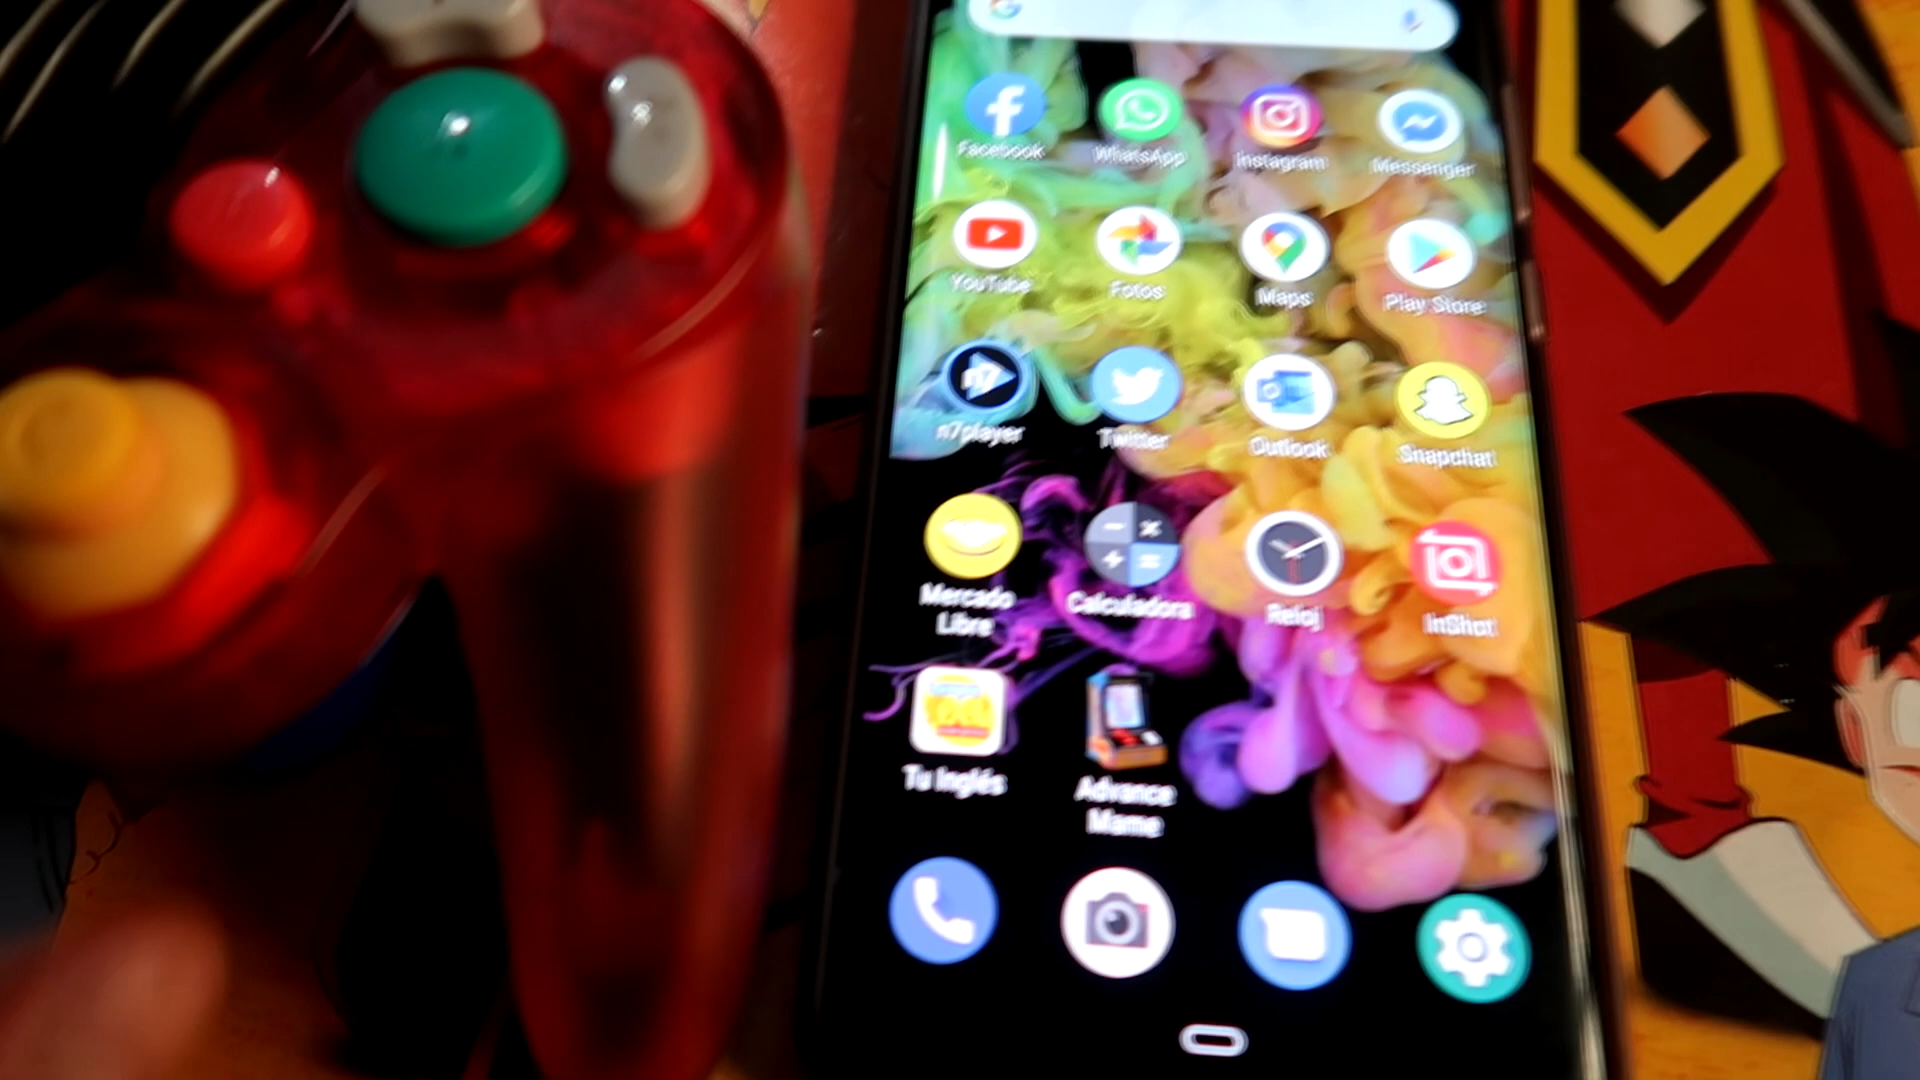 Facebook WhatsApp Instagram Messenger
YouTube Fotos Maps Play Store
n7
n7player Twitter Outlook Snapchat
Mercado Calculadora Reloj InShot
Libre
Tu Inglés Advance
Mame